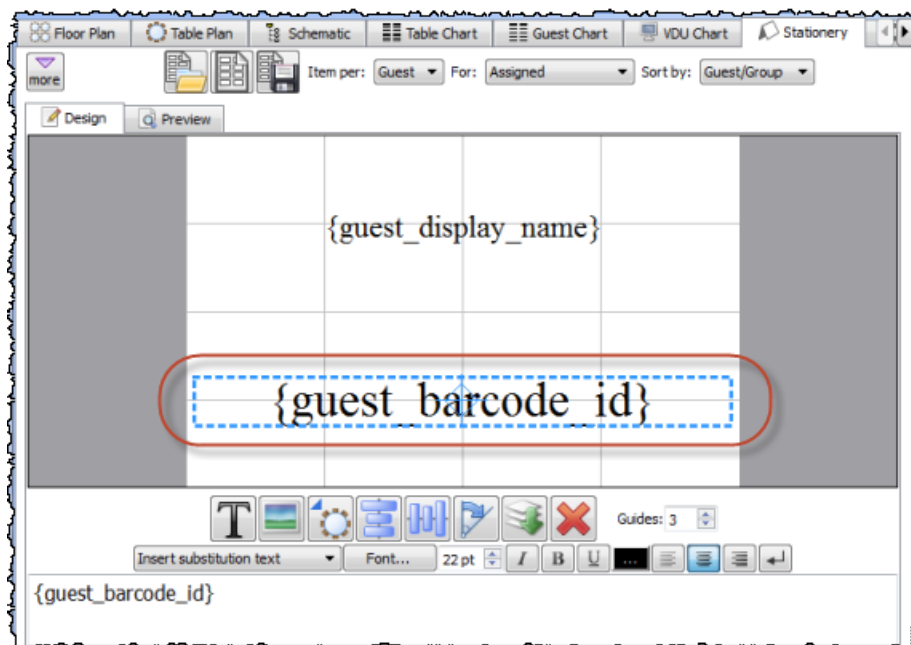 Floor Plan Table Plan Schematic Table Chart Guest Chart VDU Chart Stationery
more Item per: Guest For: Assigned Sort by: Guest/Group
Design Preview
{guest_display_name}
{guest_barcode_id}
T Guides: 3
Insert substitution text Font... 22 pt I B U ...
{guest_barcode_id}